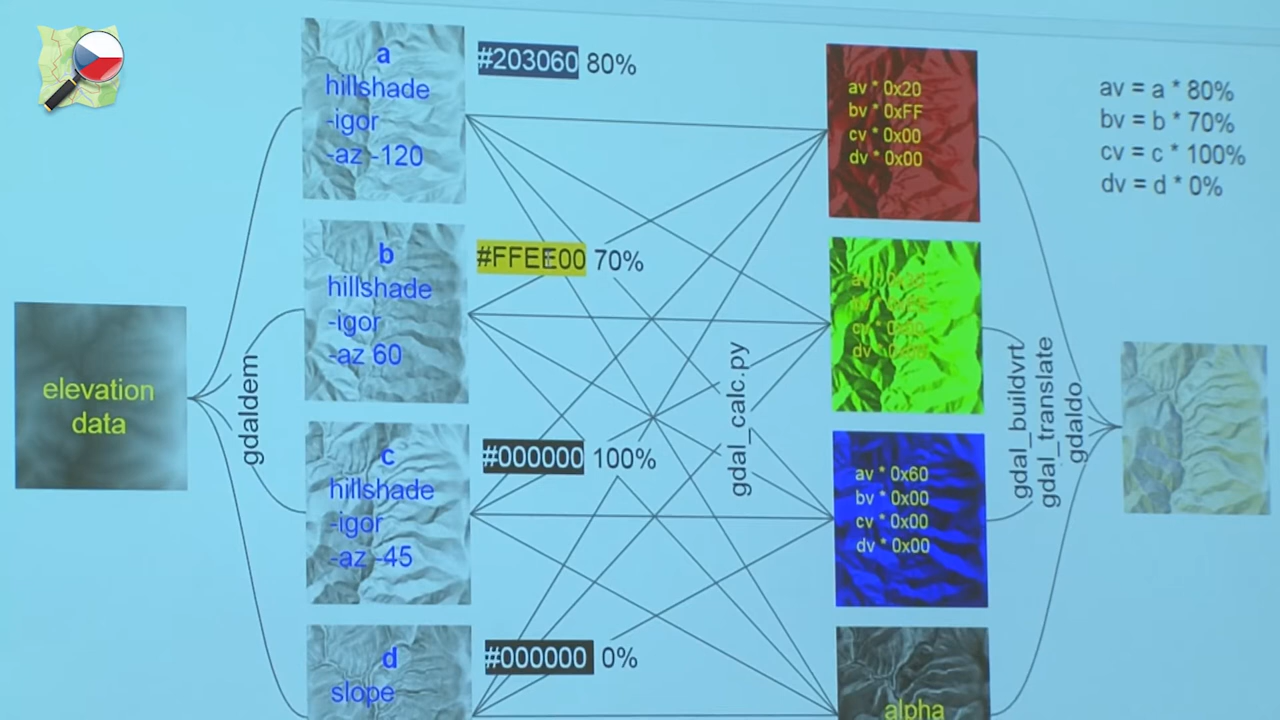 a
hillshade
-igor
-az -120
#203060 80%
b
hillshade
-igor
-az 60
#FFEE00 70%
c
hillshade
-igor
-az -45
#000000 100%
d
slope
#000000 0%
elevation
data
gdaldem
gdal_calc.py
av * 0x20
bv * 0xFF
cv * 0x00
dv * 0x00
av * 0x60
bv * 0x00
cv * 0x00
dv * 0x00
alpha
gdal_buildvrt
gdal_translate
gdaldo
av = a * 80%
bv = b * 70%
cv = c * 100%
dv = d * 0%